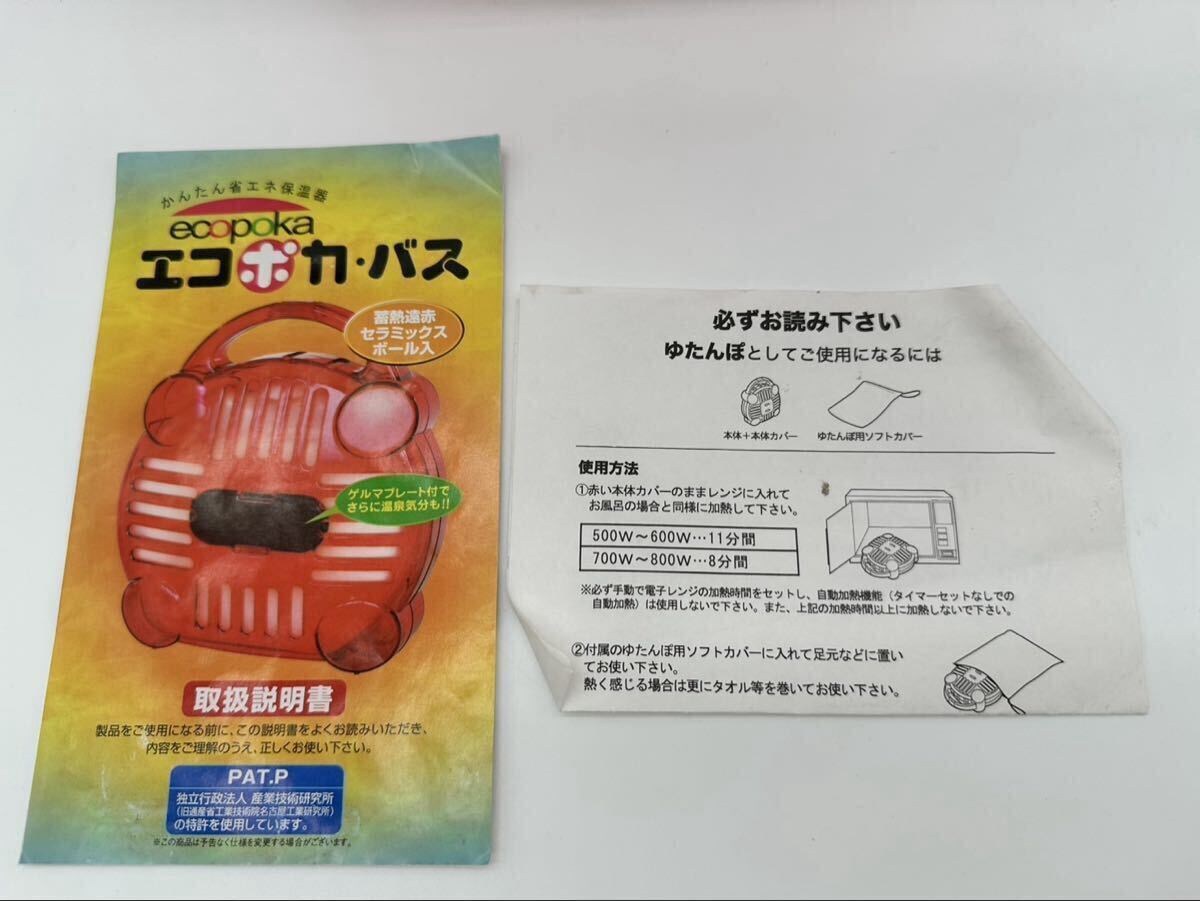 かんたん省エネ保温器
ecopoka
エコポカ・バス
蓄熱遠赤
セラミックス
ボール入
ゲルマプレート付で
さらに温泉気分も!!
取扱説明書
製品をご使用になる前に、この説明書をよくお読みいただき、
内容をご理解のうえ、正しくお使い下さい。
PAT.P
独立行政法人 産業技術研究所
(旧通産省工業技術院名古屋工業研究所)
の特許を使用しています。
※この商品は予告なく仕様を変更する場合がございます。
必ずお読み下さい
ゆたんぽとしてご使用になるには
本体+本体カバー
ゆたんぽ用ソフトカバー
使用方法
①赤い本体カバーのままレンジに入れて
お風呂の場合と同様に加熱して下さい。
500W～600W…11分間
700W～800W…8分間
※必ず手動で電子レンジの加熱時間をセットし、自動加熱機能（タイマーセットなしでの
自動加熱）は使用しないで下さい。また、上記の加熱時間以上に加熱しないで下さい。
②付属のゆたんぽ用ソフトカバーに入れて足元などに置い
てお使い下さい。
熱く感じる場合は更にタオル等を巻いてお使い下さい。